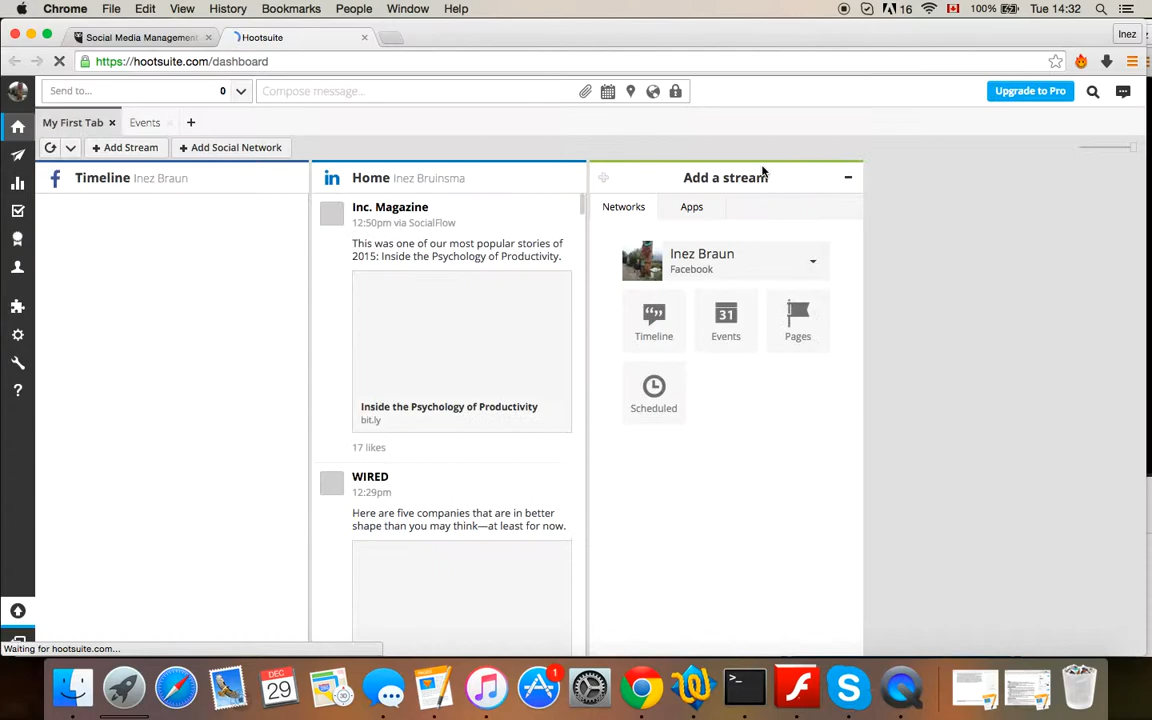 Chrome File Edit View History Bookmarks People Window Help 16 100% Tue 14:32
Social Media Management Hootsuite Inez
https://hootsuite.com/dashboard
Send to... 0 Compose message... Upgrade to Pro
My First Tab Events +
+ Add Stream + Add Social Network
f Timeline Inez Braun
in Home Inez Bruinsma
Inc. Magazine
12:50pm via SocialFlow
This was one of our most popular stories of
2015: Inside the Psychology of Productivity.
Inside the Psychology of Productivity
bit.ly
17 likes
WIRED
12:29pm
Here are five companies that are in better
shape than you may think—at least for now.
Add a stream
Networks Apps
Inez Braun
Facebook
31
Timeline Events Pages
Scheduled
?
Waiting for hootsuite.com...
DEC
29
1